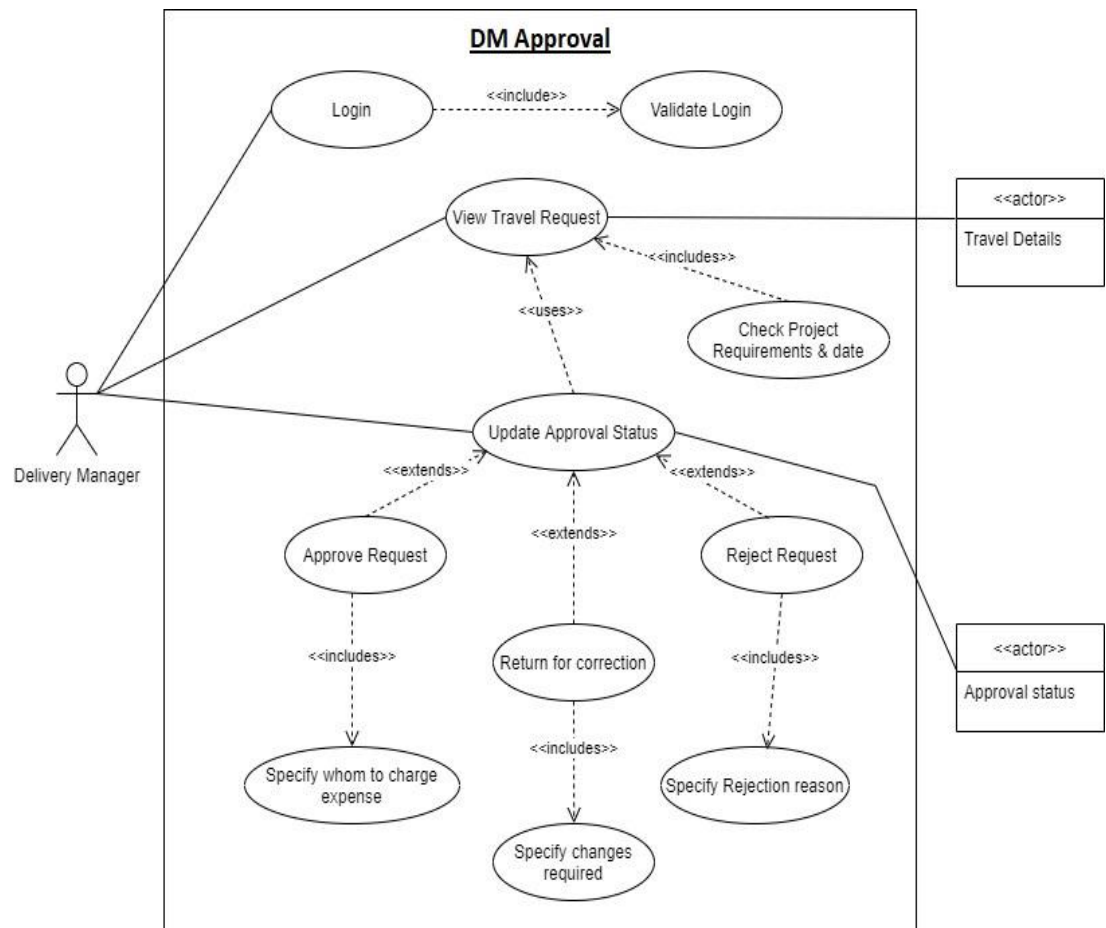 DM Approval
Login
<<include>>
Validate Login
View Travel Request
<<actor>>
Travel Details
<<includes>>
<<uses>>
Check Project
Requirements & date
Delivery Manager
Update Approval Status
<<extends>>
<<extends>>
<<extends>>
Approve Request
Reject Request
<<includes>>
Return for correction
<<includes>>
<<actor>>
Approval status
<<includes>>
Specify whom to charge
expense
Specify Rejection reason
Specify changes
required